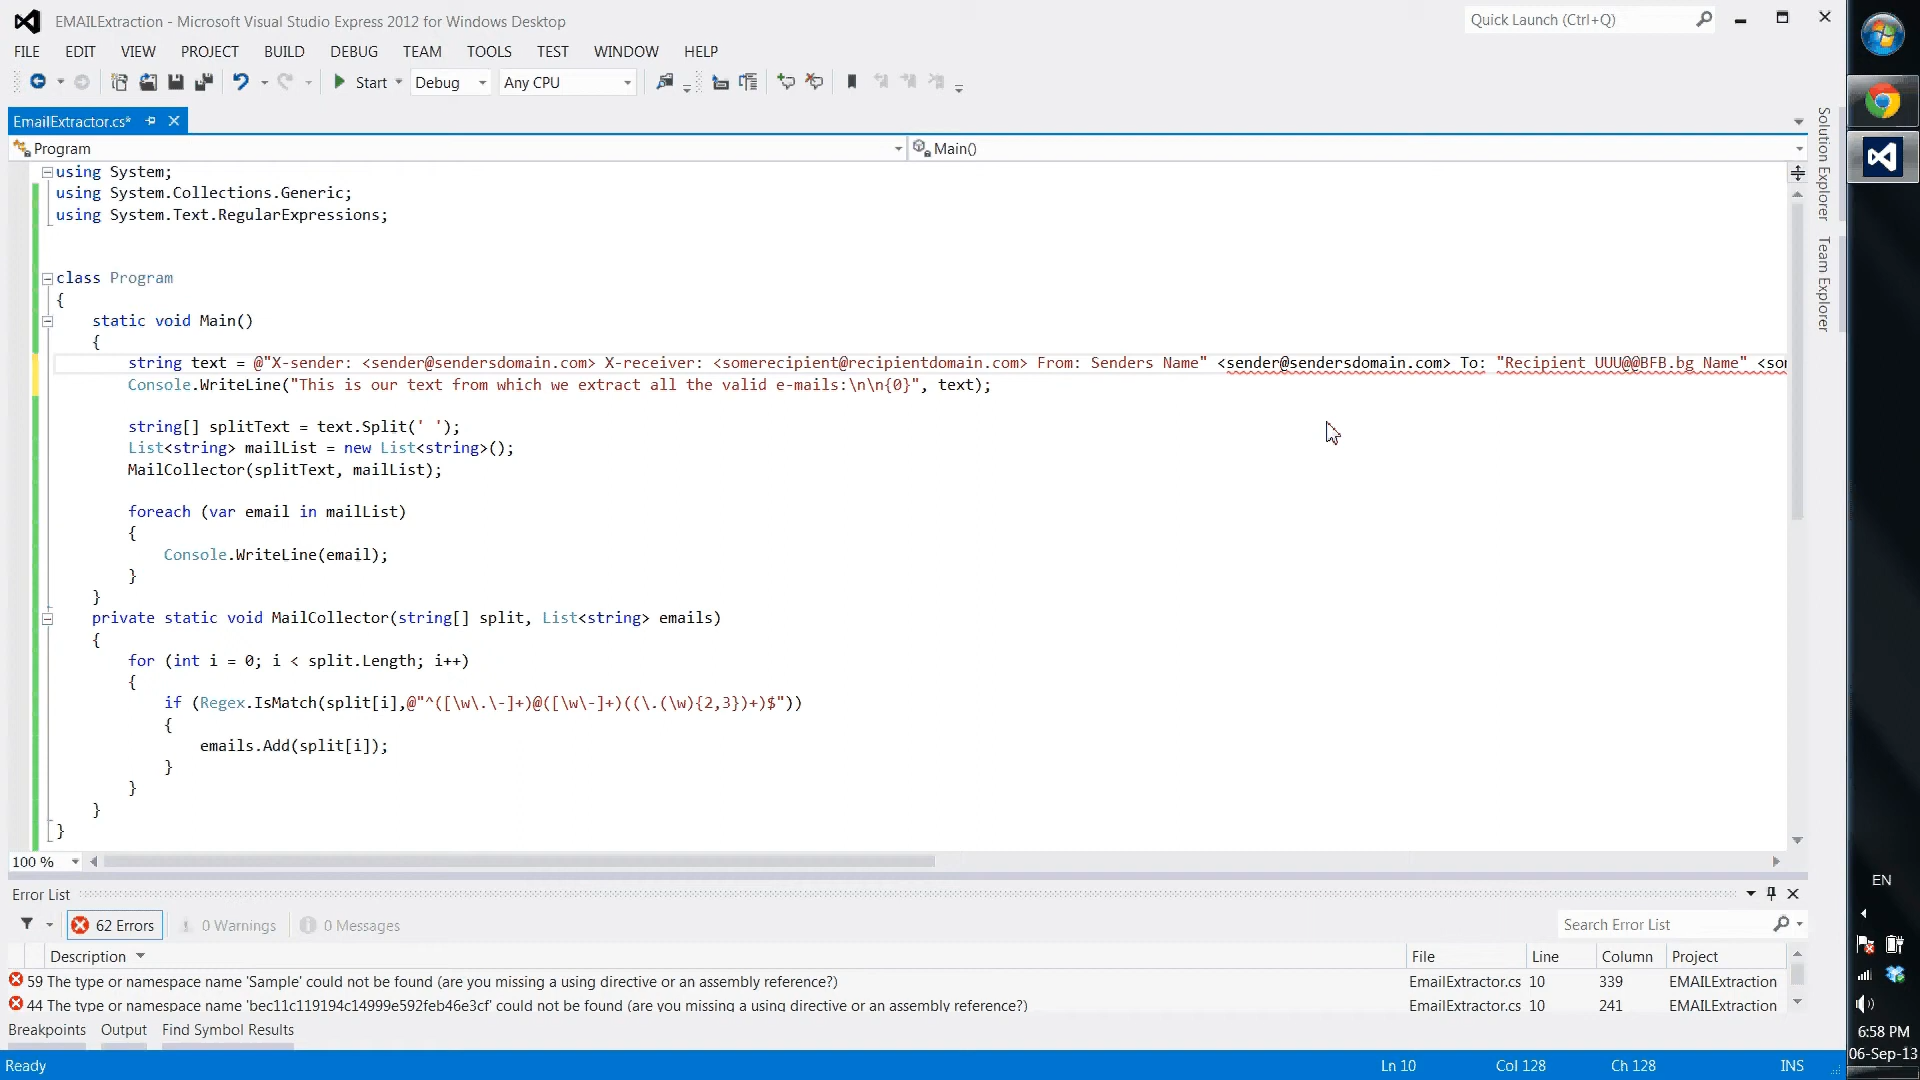 EMAILExtraction - Microsoft Visual Studio Express 2012 for Windows Desktop
Quick Launch (Ctrl+Q)
FILE EDIT VIEW PROJECT BUILD DEBUG TEAM TOOLS TEST WINDOW HELP
Start Debug Any CPU
EmailExtractor.cs*
Program Main()
using System;
using System.Collections.Generic;
using System.Text.RegularExpressions;
class Program
{
static void Main()
{
string text = @"X-sender: <sender@sendersdomain.com> X-receiver: <somerecipient@recipientdomain.com> From: Senders Name" <sender@sendersdomain.com> To: "Recipient UUU@@BFB.bg Name" <som
Console.WriteLine("This is our text from which we extract all the valid e-mails:\n\n{0}", text);
string[] splitText = text.Split(' ');
List<string> mailList = new List<string>();
MailCollector(splitText, mailList);
foreach (var email in mailList)
{
Console.WriteLine(email);
}
}
private static void MailCollector(string[] split, List<string> emails)
{
for (int i = 0; i < split.Length; i++)
{
if (Regex.IsMatch(split[i],@"^([\w\.\-]+)@([\w\-]+)((\.(\w){2,3})+)$"))
{
emails.Add(split[i]);
}
}
}
}
100 %
Error List
62 Errors 0 Warnings 0 Messages
Search Error List
Description File Line Column Project
59 The type or namespace name 'Sample' could not be found (are you missing a using directive or an assembly reference?) EmailExtractor.cs 10 339 EMAILExtraction
44 The type or namespace name 'bec11c119194c14999e592feb46e3cf' could not be found (are you missing a using directive or an assembly reference?) EmailExtractor.cs 10 241 EMAILExtraction
Breakpoints Output Find Symbol Results
Ready Ln 10 Col 128 Ch 128 INS
Solution Explorer
Team Explorer
EN
6:58 PM
06-Sep-13